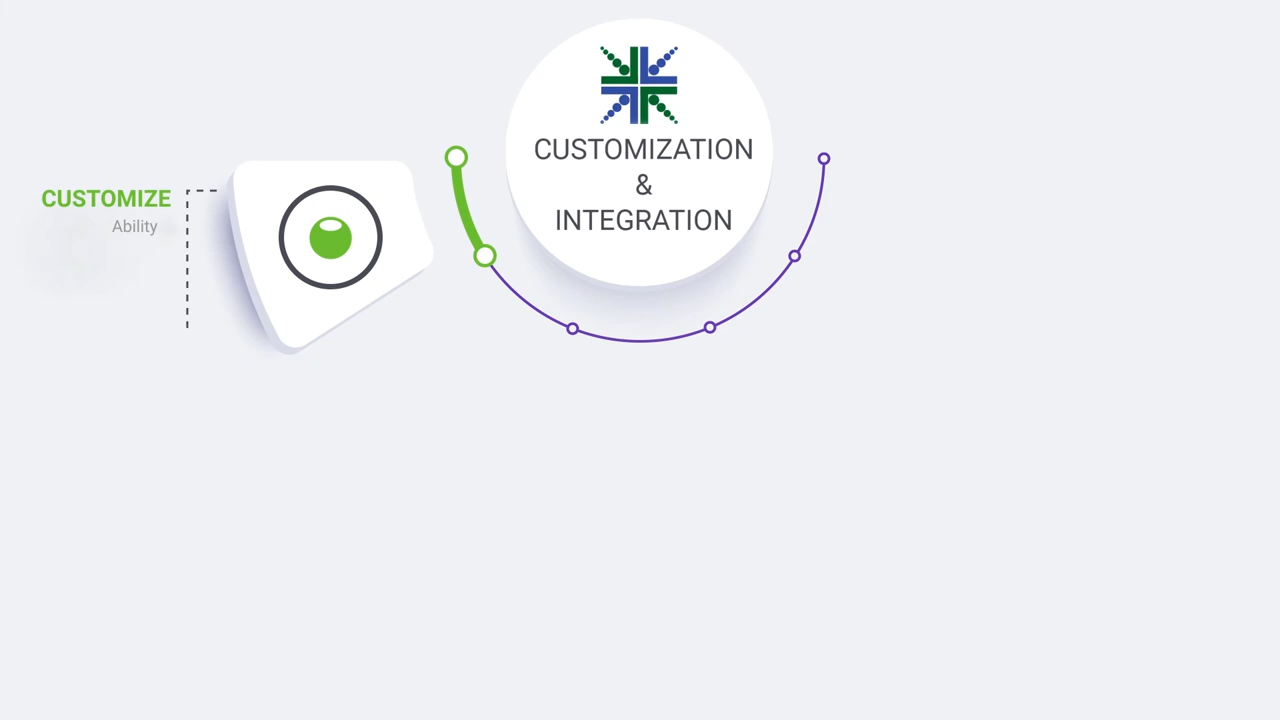 CUSTOMIZATION
&
INTEGRATION
CUSTOMIZE
Ability